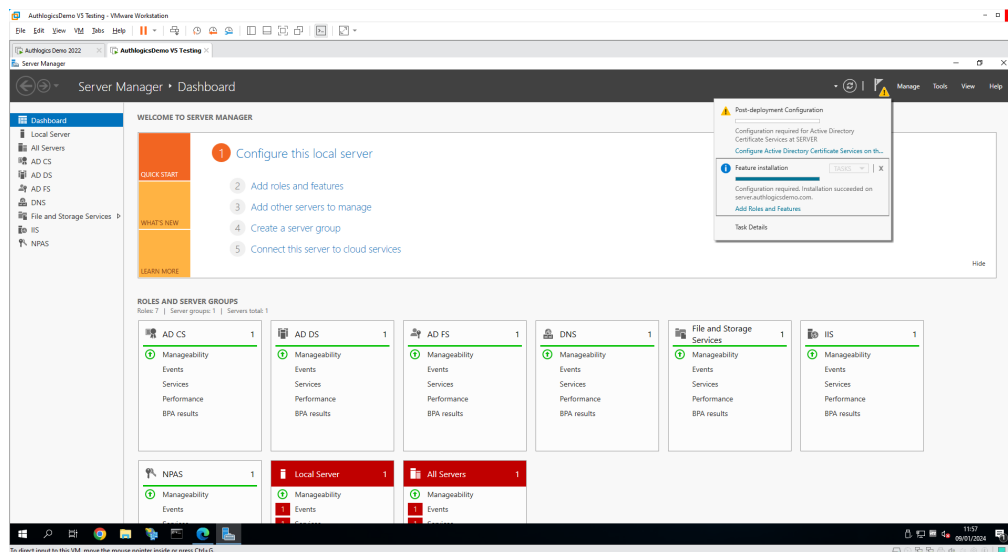 AuthlogicsDemo V5 Testing - VMware Workstation
File Edit View VM Tabs Help
Authlogics Demo 2022
AuthlogicsDemo V5 Testing
Server Manager
Server Manager • Dashboard
Manage Tools View Help
Dashboard
Local Server
All Servers
AD CS
AD DS
AD FS
DNS
File and Storage Services
IIS
NPAS
WELCOME TO SERVER MANAGER
QUICK START
WHAT'S NEW
LEARN MORE
1 Configure this local server
2 Add roles and features
3 Add other servers to manage
4 Create a server group
5 Connect this server to cloud services
Hide
Post-deployment Configuration
Configuration required for Active Directory
Certificate Services at SERVER
Configure Active Directory Certificate Services on th...
Feature installation
TASKS
X
Configuration required. Installation succeeded on
server.authlogicsdemo.com.
Add Roles and Features
Task Details
ROLES AND SERVER GROUPS
Roles: 7 | Server groups: 1 | Servers total: 1
AD CS 1
Manageability
Events
Services
Performance
BPA results
AD DS 1
Manageability
Events
Services
Performance
BPA results
AD FS 1
Manageability
Events
Services
Performance
BPA results
DNS 1
Manageability
Events
Services
Performance
BPA results
File and Storage
Services 1
Manageability
Events
Services
Performance
BPA results
IIS 1
Manageability
Events
Services
Performance
BPA results
NPAS 1
Manageability
Events
Services
Local Server 1
Manageability
1 Events
1 Services
All Servers 1
Manageability
1 Events
1 Services
11:57
09/01/2024
To direct input to this VM, move the mouse pointer inside or press Ctrl+G.